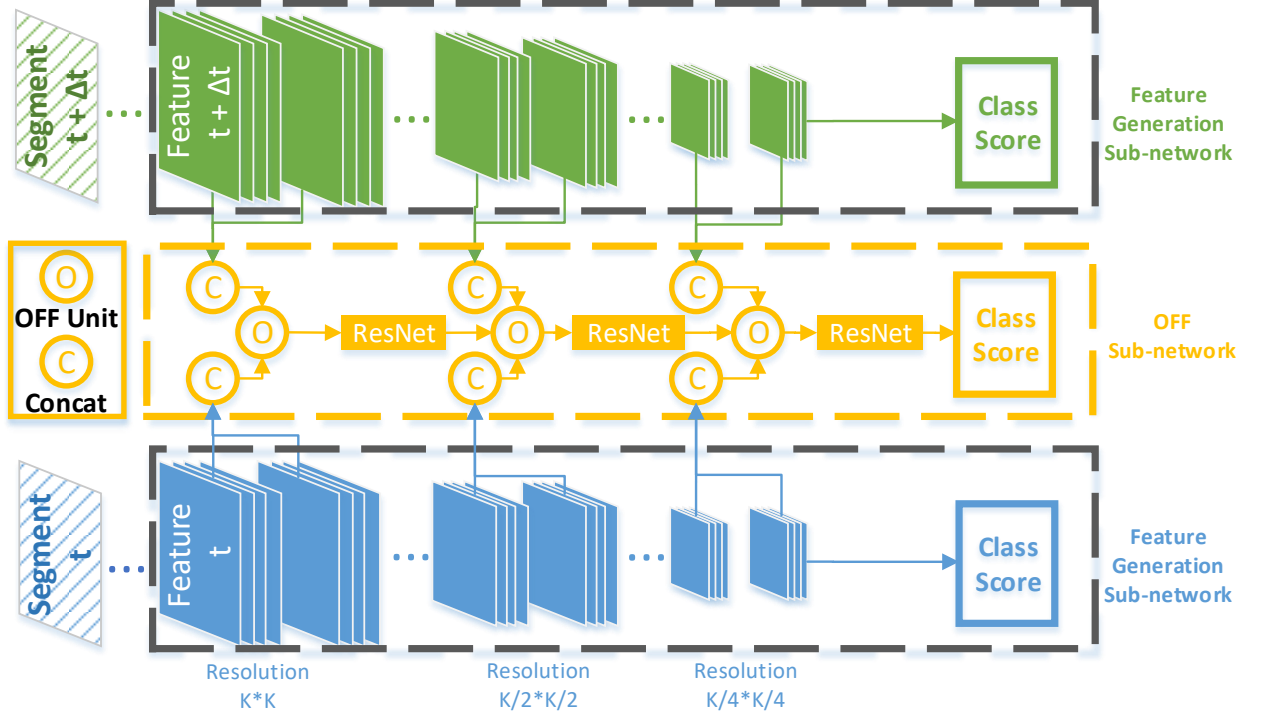 Segment
t + Δt
Feature
t + Δt
Class
Score
Feature
Generation
Sub-network
O
OFF Unit
C
Concat
C
C
C
O
ResNet
O
ResNet
O
ResNet
C
C
C
Class
Score
OFF
Sub-network
Segment
t
Feature
t
Class
Score
Feature
Generation
Sub-network
Resolution
K*K
Resolution
K/2*K/2
Resolution
K/4*K/4